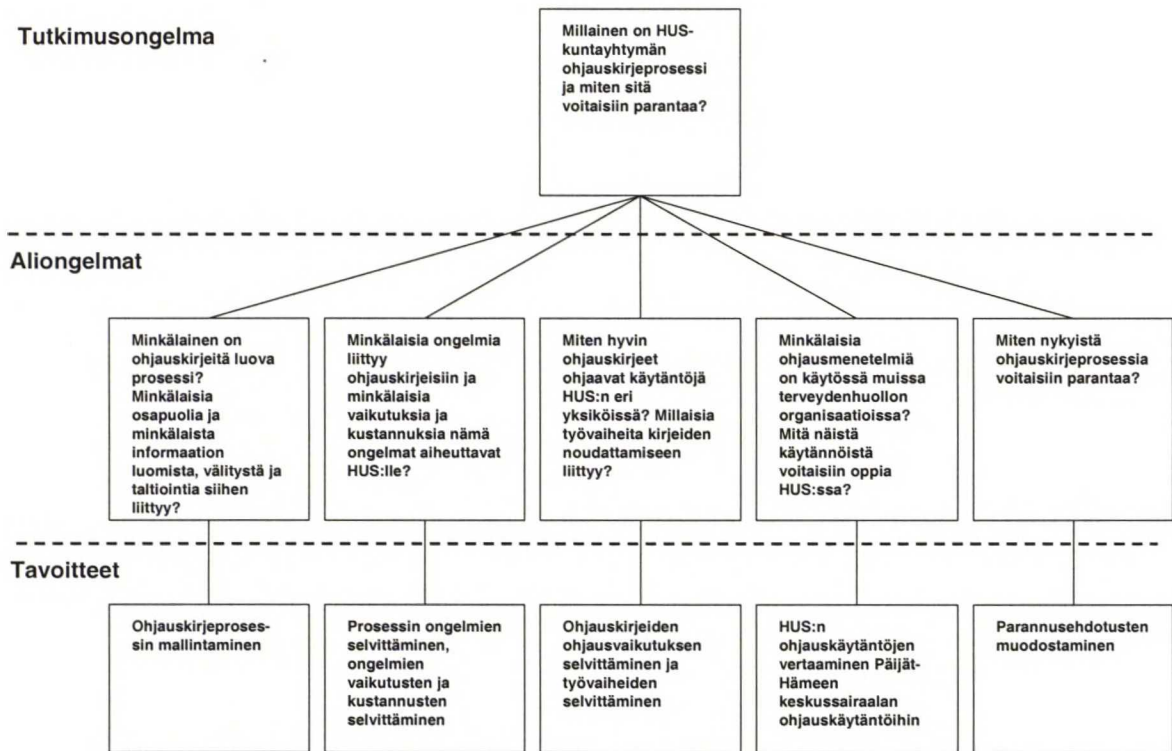 Tutkimusongelma
Millainen on HUS-
kuntayhtymän
ohjauskirjeprosessi
ja miten sitä
voitaisiin parantaa?
Aliongelmat
Minkälainen on
ohjauskirjeitä luova
prosessi?
Minkälaisia
osapuolia ja
minkälaista
informaation
luomista, välitystä ja
taltiointia siihen
liittyy?
Minkälaisia ongelmia
liittyy
ohjauskirjeisiin ja
minkälaisia
vaikutuksia ja
kustannuksia nämä
ongelmat aiheuttavat
HUS:lle?
Miten hyvin
ohjauskirjeet
ohjaavat käytäntöjä
HUS:n eri
yksiköissä? Millaisia
työvaiheita kirjeiden
noudattamiseen
liittyy?
Minkälaisia
ohjausmenetelmiä
on käytössä muissa
terveydenhuollon
organisaatioissa?
Mitä näistä
käytännöistä
voitaisiin oppia
HUS:ssa?
Miten nykyistä
ohjauskirjeprosessia
voitaisiin parantaa?
Tavoitteet
Ohjauskirjeproses-
sin mallintaminen
Prosessin ongelmien
selvittäminen,
ongelmien
vaikutusten ja
kustannusten
selvittäminen
Ohjauskirjeiden
ohjausvaikutuksen
selvittäminen ja
työvaiheiden
selvittäminen
HUS:n
ohjauskäytäntöjen
vertaaminen Päijät-
Hämeen
keskussairaalan
ohjauskäytäntöihin
Parannusehdotusten
muodostaminen